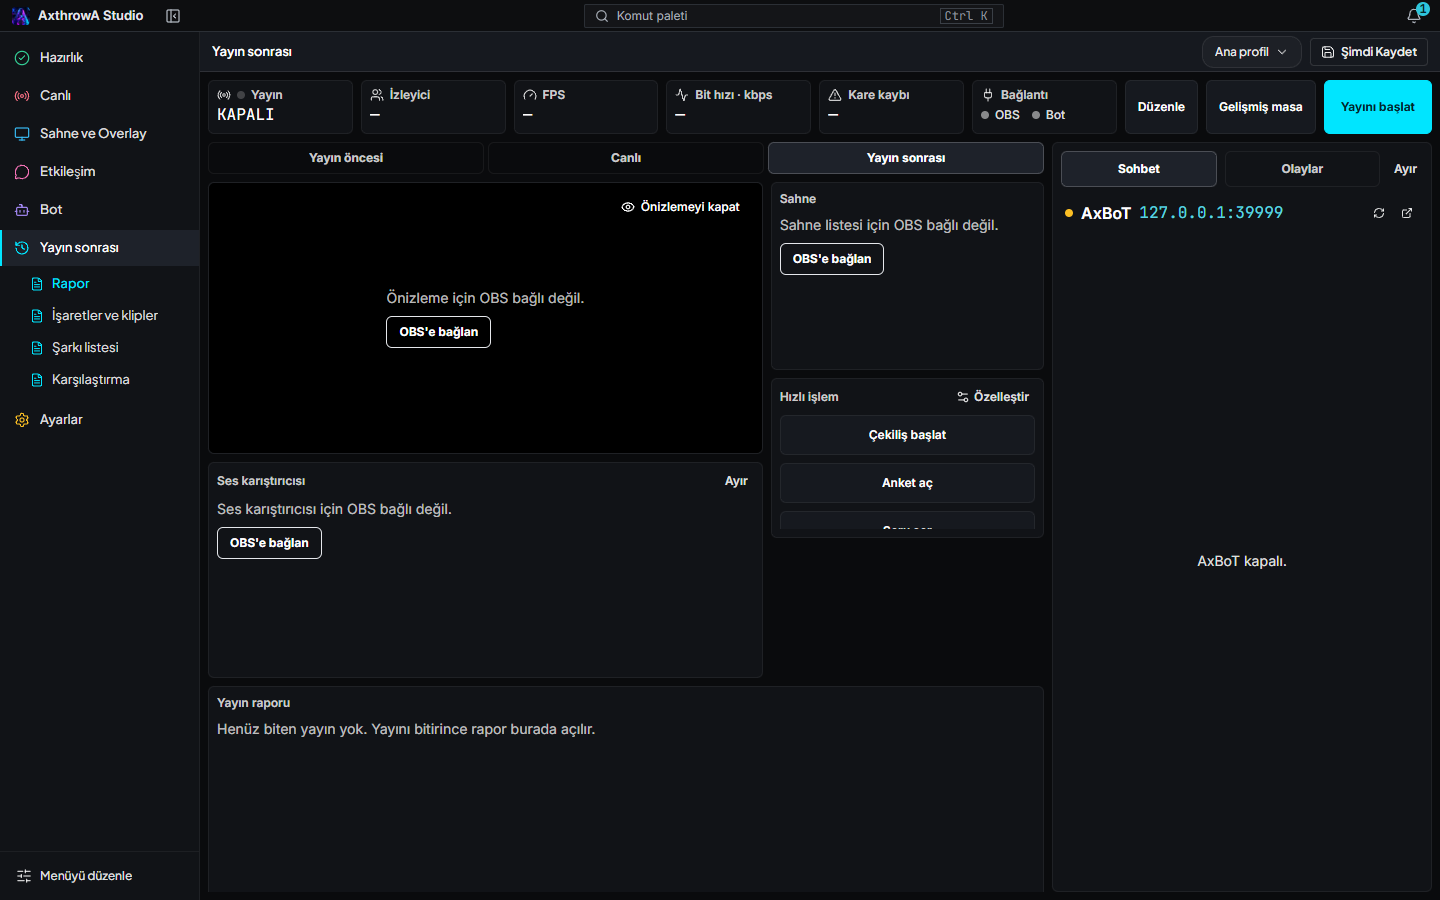 AxthrowA Studio
Komut paleti
Ctrl K
1
Hazırlık
Canlı
Sahne ve Overlay
Etkileşim
Bot
Yayın sonrası
Rapor
İşaretler ve klipler
Şarkı listesi
Karşılaştırma
Ayarlar
Menüyü düzenle
Yayın sonrası
Ana profil
Şimdi Kaydet
Yayın
KAPALI
İzleyici
—
FPS
—
Bit hızı · kbps
—
Kare kaybı
—
Bağlantı
OBS Bot
Düzenle
Gelişmiş masa
Yayını başlat
Yayın öncesi
Canlı
Yayın sonrası
Önizlemeyi kapat
Önizleme için OBS bağlı değil.
OBS'e bağlan
Sahne
Sahne listesi için OBS bağlı değil.
OBS'e bağlan
Hızlı işlem
Özelleştir
Çekiliş başlat
Anket aç
Ses karıştırıcısı
Ayır
Ses karıştırıcısı için OBS bağlı değil.
OBS'e bağlan
Yayın raporu
Henüz biten yayın yok. Yayını bitirince rapor burada açılır.
Sohbet
Olaylar
Ayır
AxBoT 127.0.0.1:39999
AxBoT kapalı.